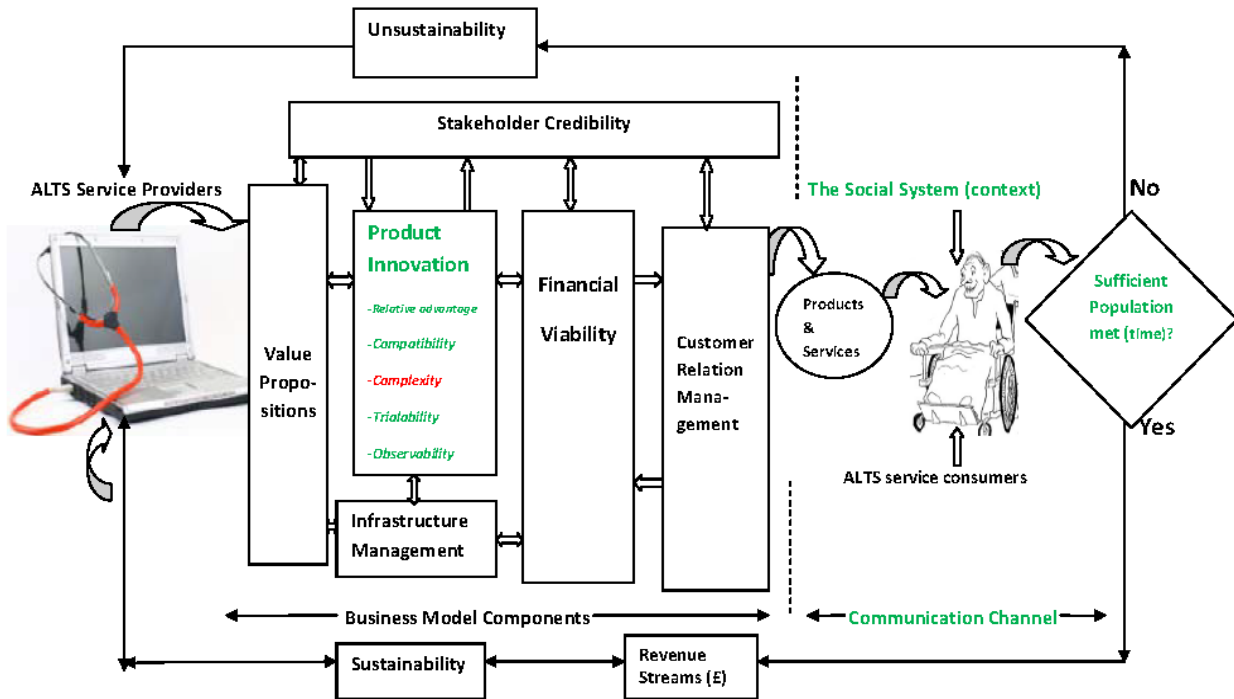 Unsustainability
Stakeholder Credibility
ALTS Service Providers
The Social System (context)
No
Value
Propo-
sitions
Product
Innovation
-Relative advantage
-Compatibility
-Complexity
-Trialability
-Observability
Infrastructure
Management
Financial
Viability
Customer
Relation
Mana-
gement
Products
&
Services
Sufficient
Population
met (time)?
Yes
ALTS service consumers
Business Model Components
Communication Channel
Sustainability
Revenue
Streams (£)